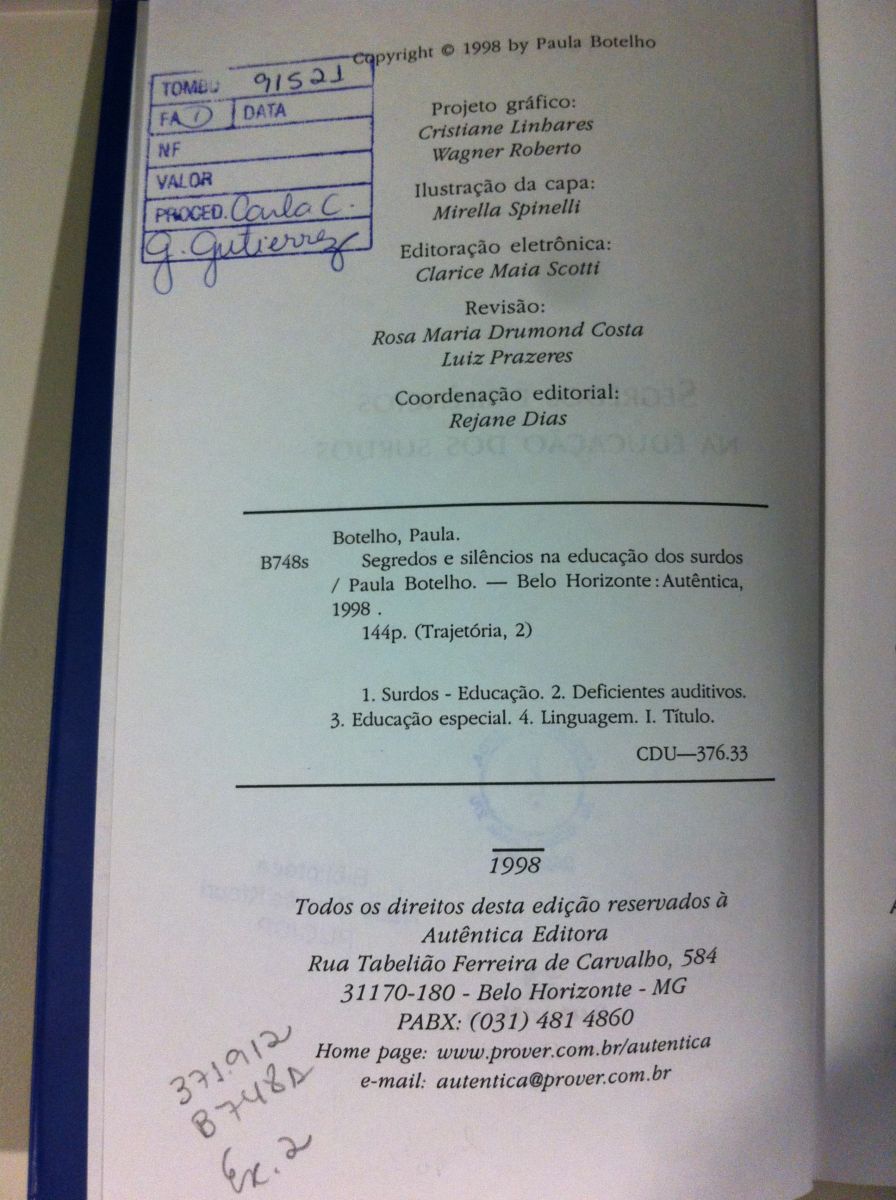 Copyright © 1998 by Paula Botelho
TOMBO 91521
FA 1 DATA
NF
VALOR
PROCED. Carla C.
G. Gutierrez
Projeto gráfico:
Cristiane Linhares
Wagner Roberto
Ilustração da capa:
Mirella Spinelli
Editoração eletrônica:
Clarice Maia Scotti
Revisão:
Rosa Maria Drumond Costa
Luiz Prazeres
Coordenação editorial:
Rejane Dias
NA EDUCAÇÃO DOS SURDOS
Botelho, Paula.
B748s Segredos e silêncios na educação dos surdos
/ Paula Botelho. — Belo Horizonte : Autêntica,
1998 .
144p. (Trajetória, 2)
1. Surdos - Educação. 2. Deficientes auditivos.
3. Educação especial. 4. Linguagem. I. Título.
CDU—376.33
1998
Todos os direitos desta edição reservados à
Autêntica Editora
Rua Tabelião Ferreira de Carvalho, 584
31170-180 - Belo Horizonte - MG
PABX: (031) 481 4860
Home page: www.prover.com.br/autentica
e-mail: autentica@prover.com.br
371.912
B748s
Ex. 2